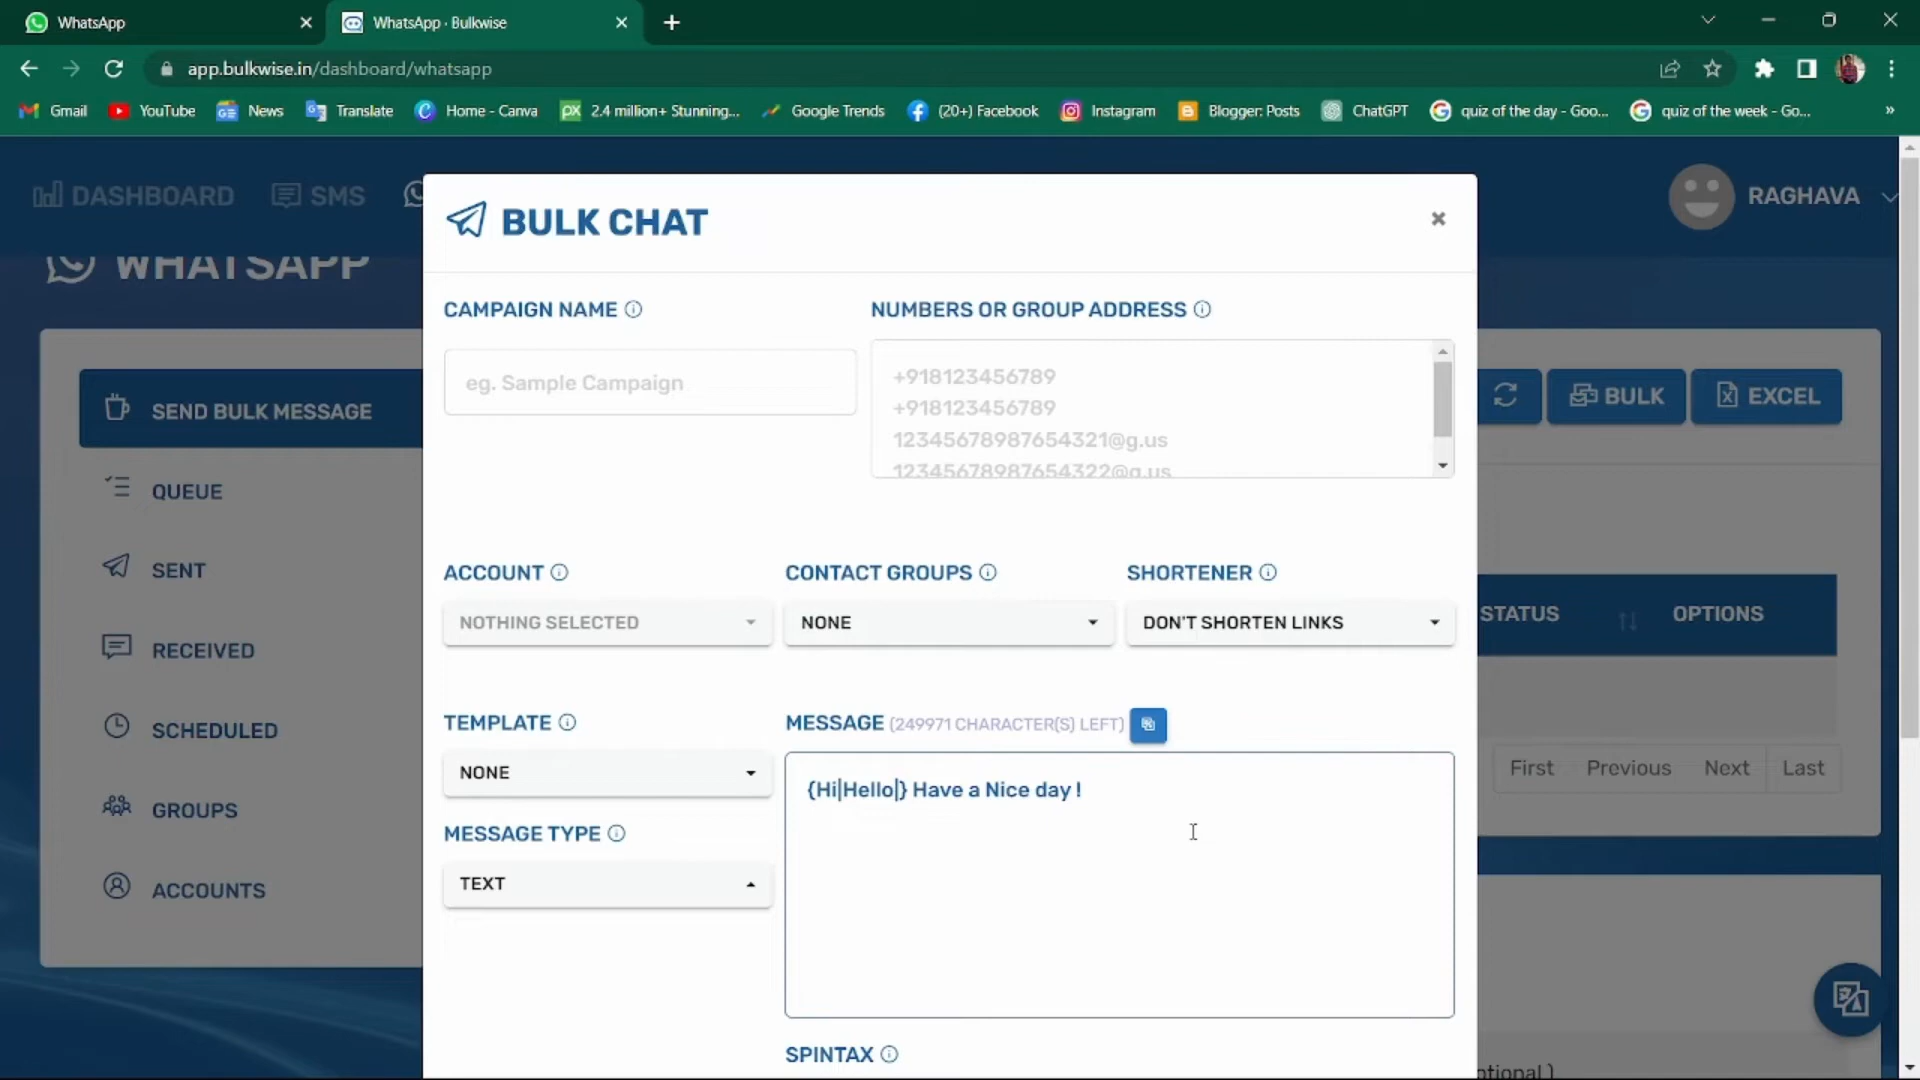 WhatsApp
WhatsApp · Bulkwise
app.bulkwise.in/dashboard/whatsapp
Gmail
YouTube
News
Translate
Home - Canva
2.4 million+ Stunning...
Google Trends
(20+) Facebook
Instagram
Blogger: Posts
ChatGPT
quiz of the day - Goo...
quiz of the week - Go...
»
DASHBOARD
SMS
RAGHAVA
WHATSAPP
BULK CHAT
CAMPAIGN NAME
NUMBERS OR GROUP ADDRESS
eg. Sample Campaign
+918123456789
+918123456789
12345678987654321@g.us
12345678987654322@g.us
SEND BULK MESSAGE
QUEUE
SENT
RECEIVED
SCHEDULED
GROUPS
ACCOUNTS
BULK
EXCEL
ACCOUNT
CONTACT GROUPS
SHORTENER
NOTHING SELECTED
NONE
DON'T SHORTEN LINKS
STATUS
OPTIONS
TEMPLATE
MESSAGE (249971 CHARACTER(S) LEFT)
NONE
{Hi|Hello|} Have a Nice day !
MESSAGE TYPE
TEXT
First
Previous
Next
Last
SPINTAX